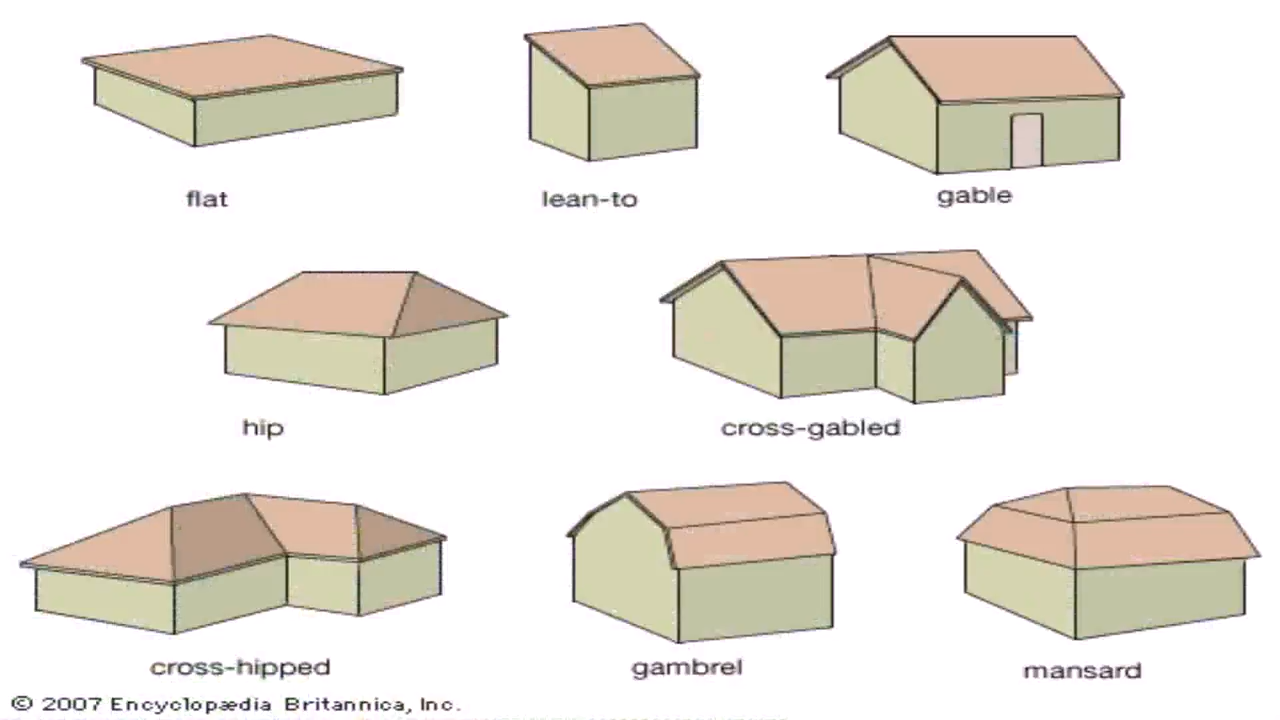 flat
lean-to
gable
hip
cross-gabled
cross-hipped
gambrel
mansard
© 2007 Encyclopædia Britannica, Inc.